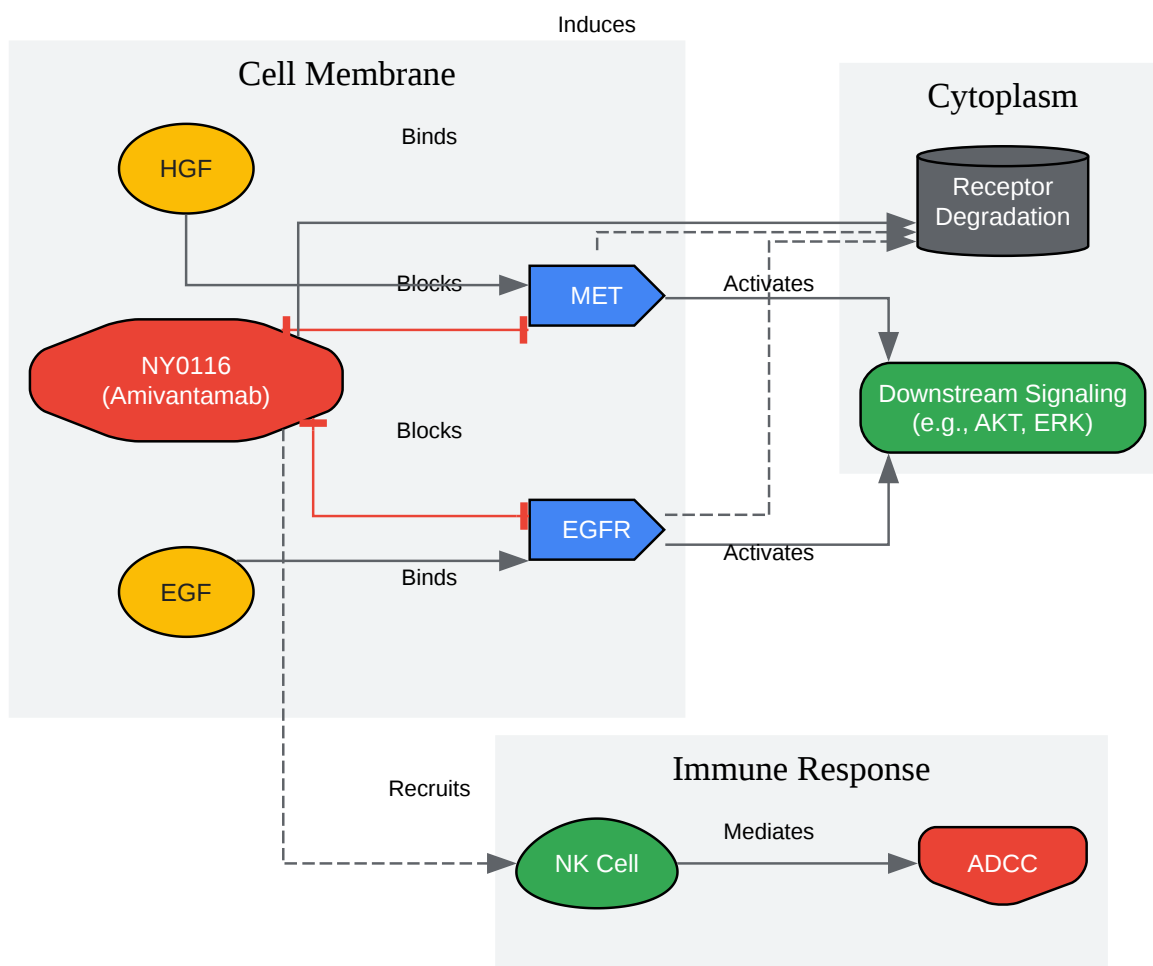 Induces
Cell Membrane
Cytoplasm
Binds
HGF
Receptor
Degradation
Blocks
MET
Activates
NY0116
(Amivantamab)
Downstream Signaling
(e.g., AKT, ERK)
Blocks
EGFR
Activates
Binds
EGF
Immune Response
Recruits
Mediates
NK Cell
ADCC